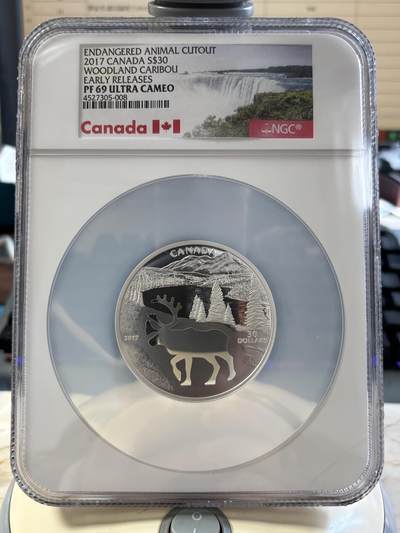 ENDANGERED ANIMAL CUTOUT
2017 CANADA S$30
WOODLAND CARIBOU
EARLY RELEASES
PF 69 ULTRA CAMEO
4527305-008
Canada
NGC
CANADA
2017
30
DOLLARS